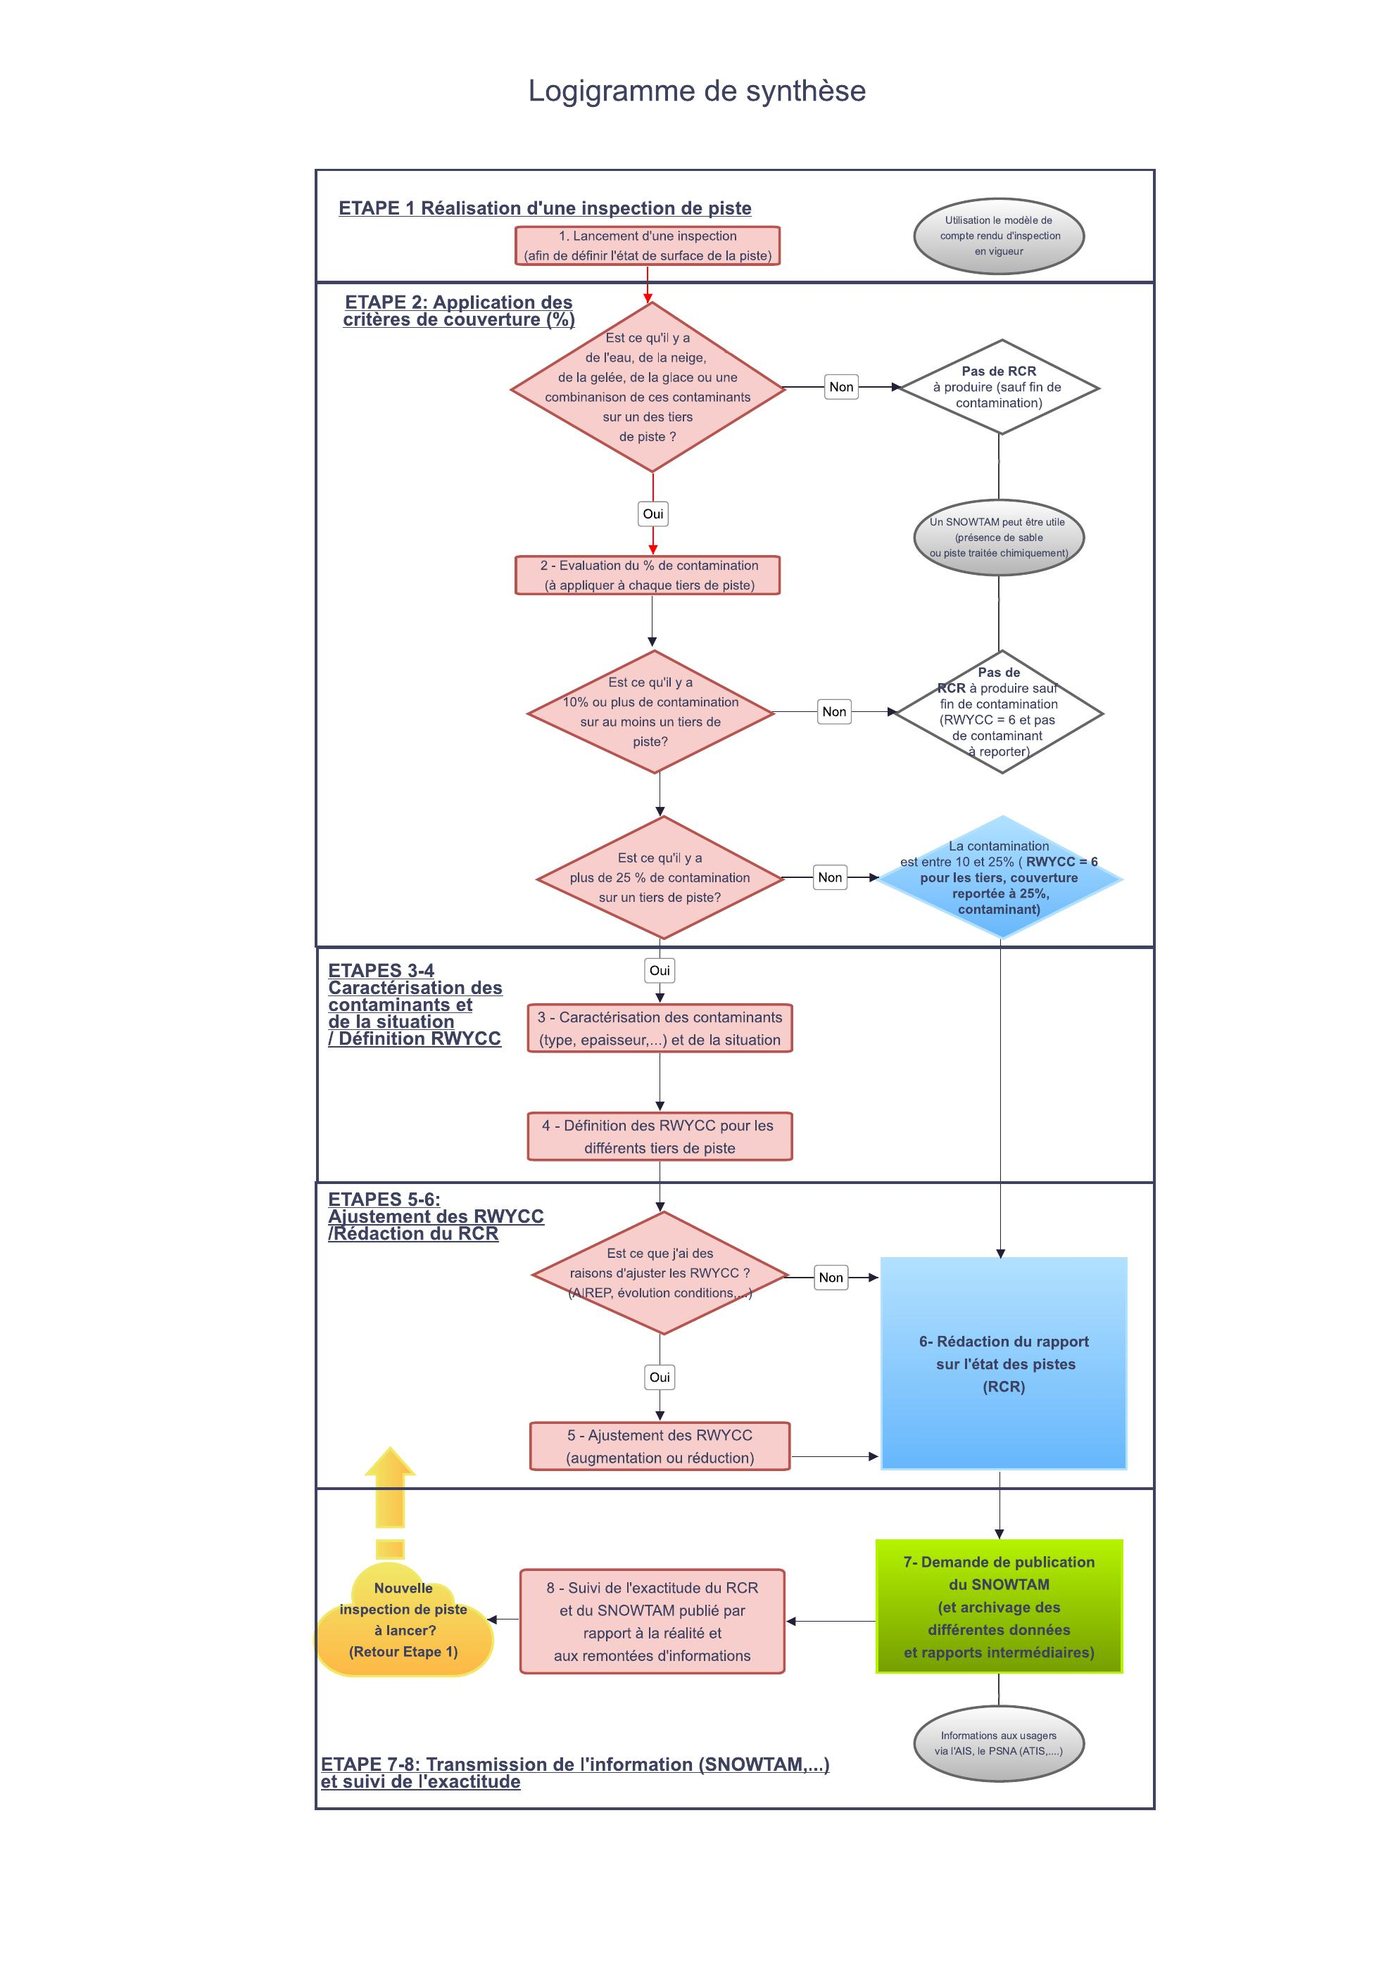 Logigramme de synthèse
ETAPE 1 Réalisation d'une inspection de piste
1. Lancement d'une inspection
(afin de définir l'état de surface de la piste)
Utilisation le modèle de
compte rendu d'inspection
en vigueur
ETAPE 2: Application des
critères de couverture (%)
Est ce qu'il y a
de l'eau, de la neige,
de la gelée, de la glace ou une
combinanison de ces contaminants
sur un des tiers
de piste ?
Non
Pas de RCR
à produire (sauf fin de
contamination)
Oui
Un SNOWTAM peut être utile
(présence de sable
ou piste traitée chimiquement)
2 - Evaluation du % de contamination
(à appliquer à chaque tiers de piste)
Est ce qu'il y a
10% ou plus de contamination
sur au moins un tiers de
piste?
Non
Pas de
RCR à produire sauf
fin de contamination
(RWYCC = 6 et pas
de contaminant
à reporter)
Est ce qu'il y a
plus de 25 % de contamination
sur un tiers de piste?
Non
La contamination
est entre 10 et 25% ( RWYCC = 6
pour les tiers, couverture
reportée à 25%,
contaminant)
ETAPES 3-4
Caractérisation des
contaminants et
de la situation
/ Définition RWYCC
Oui
3 - Caractérisation des contaminants
(type, epaisseur,...) et de la situation
4 - Définition des RWYCC pour les
différents tiers de piste
ETAPES 5-6:
Ajustement des RWYCC
/Rédaction du RCR
Est ce que j'ai des
raisons d'ajuster les RWYCC ?
(AIREP, évolution conditions,...)
Non
6- Rédaction du rapport
sur l'état des pistes
(RCR)
Oui
5 - Ajustement des RWYCC
(augmentation ou réduction)
Nouvelle
inspection de piste
à lancer?
(Retour Etape 1)
8 - Suivi de l'exactitude du RCR
et du SNOWTAM publié par
rapport à la réalité et
aux remontées d'informations
7- Demande de publication
du SNOWTAM
(et archivage des
différentes données
et rapports intermédiaires)
Informations aux usagers
via l'AIS, le PSNA (ATIS,....)
ETAPE 7-8: Transmission de l'information (SNOWTAM,...)
et suivi de l'exactitude